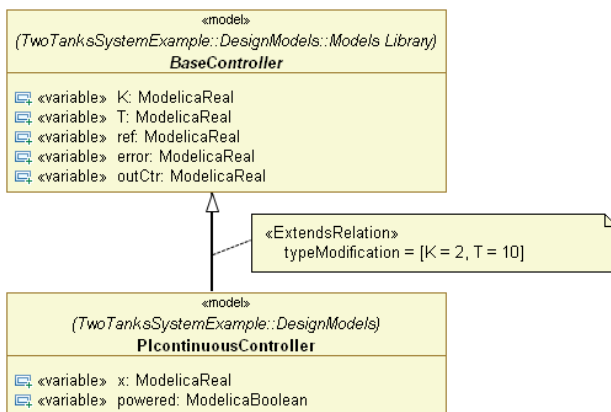 «model»
(TwoTanksSystemExample::DesignModels::Models Library)
BaseController
«variable» K: ModelicaReal
«variable» T: ModelicaReal
«variable» ref: ModelicaReal
«variable» error: ModelicaReal
«variable» outCtr: ModelicaReal
«ExtendsRelation»
typeModification = [K = 2, T = 10]
«model»
(TwoTanksSystemExample::DesignModels)
PIcontinuousController
«variable» x: ModelicaReal
«variable» powered: ModelicaBoolean